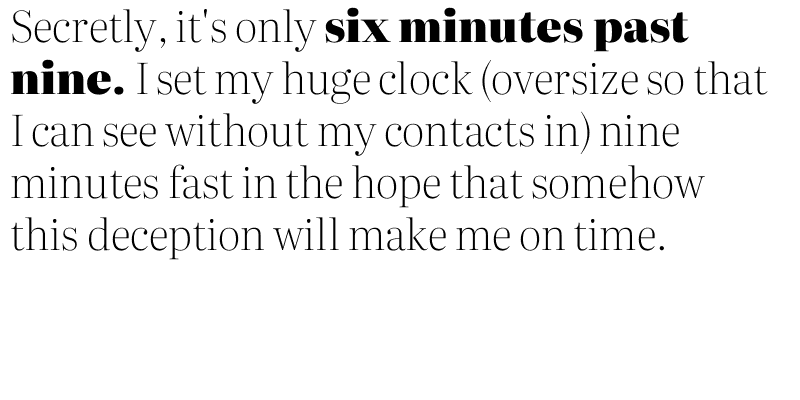 Secretly, it's only six minutes past
nine. I set my huge clock (oversize so that
I can see without my contacts in) nine
minutes fast in the hope that somehow
this deception will make me on time.